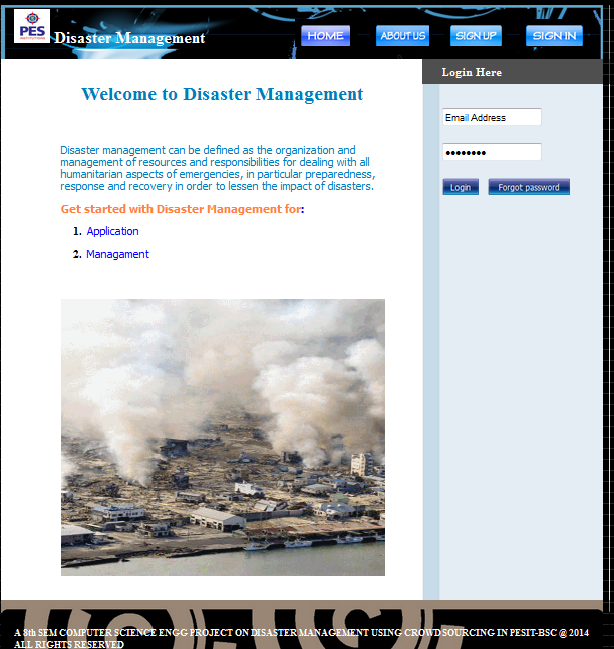 PES
INSTITUTIONS
Disaster Management
HOME
ABOUT US
SIGN UP
SIGN IN
Login Here
Welcome to Disaster Management
Email Address
••••••••
Login
Forgot password
Disaster management can be defined as the organization and
management of resources and responsibilities for dealing with all
humanitarian aspects of emergencies, in particular preparedness,
response and recovery in order to lessen the impact of disasters.
Get started with Disaster Management for:
1. Application
2. Managament
A 8th SEM COMPUTER SCIENCE ENGG PROJECT ON DISASTER MANAGEMENT USING CROWD SOURCING IN PESIT-BSC @ 2014
ALL RIGHTS RESERVED